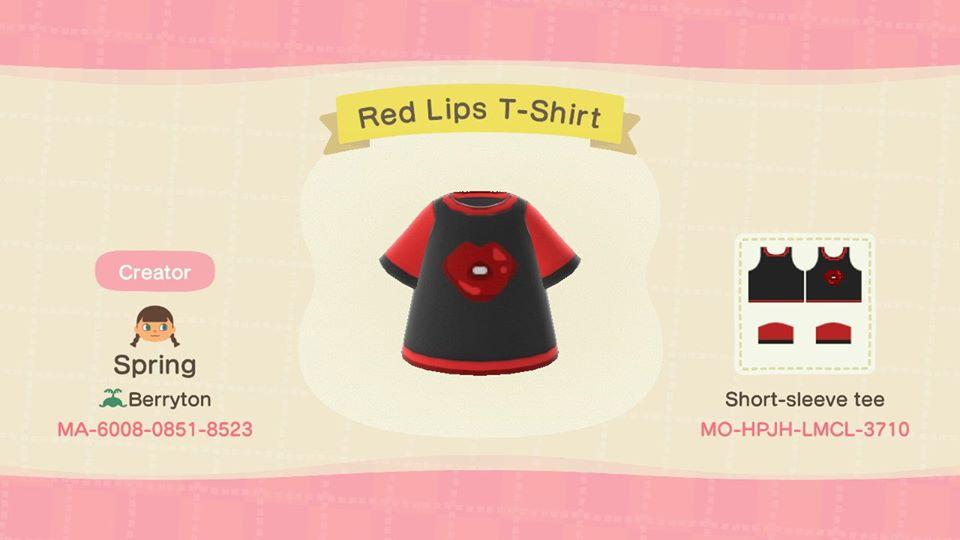 Red Lips T-Shirt
Creator
Spring
Berryton
MA-6008-0851-8523
Short-sleeve tee
MO-HPJH-LMCL-3710